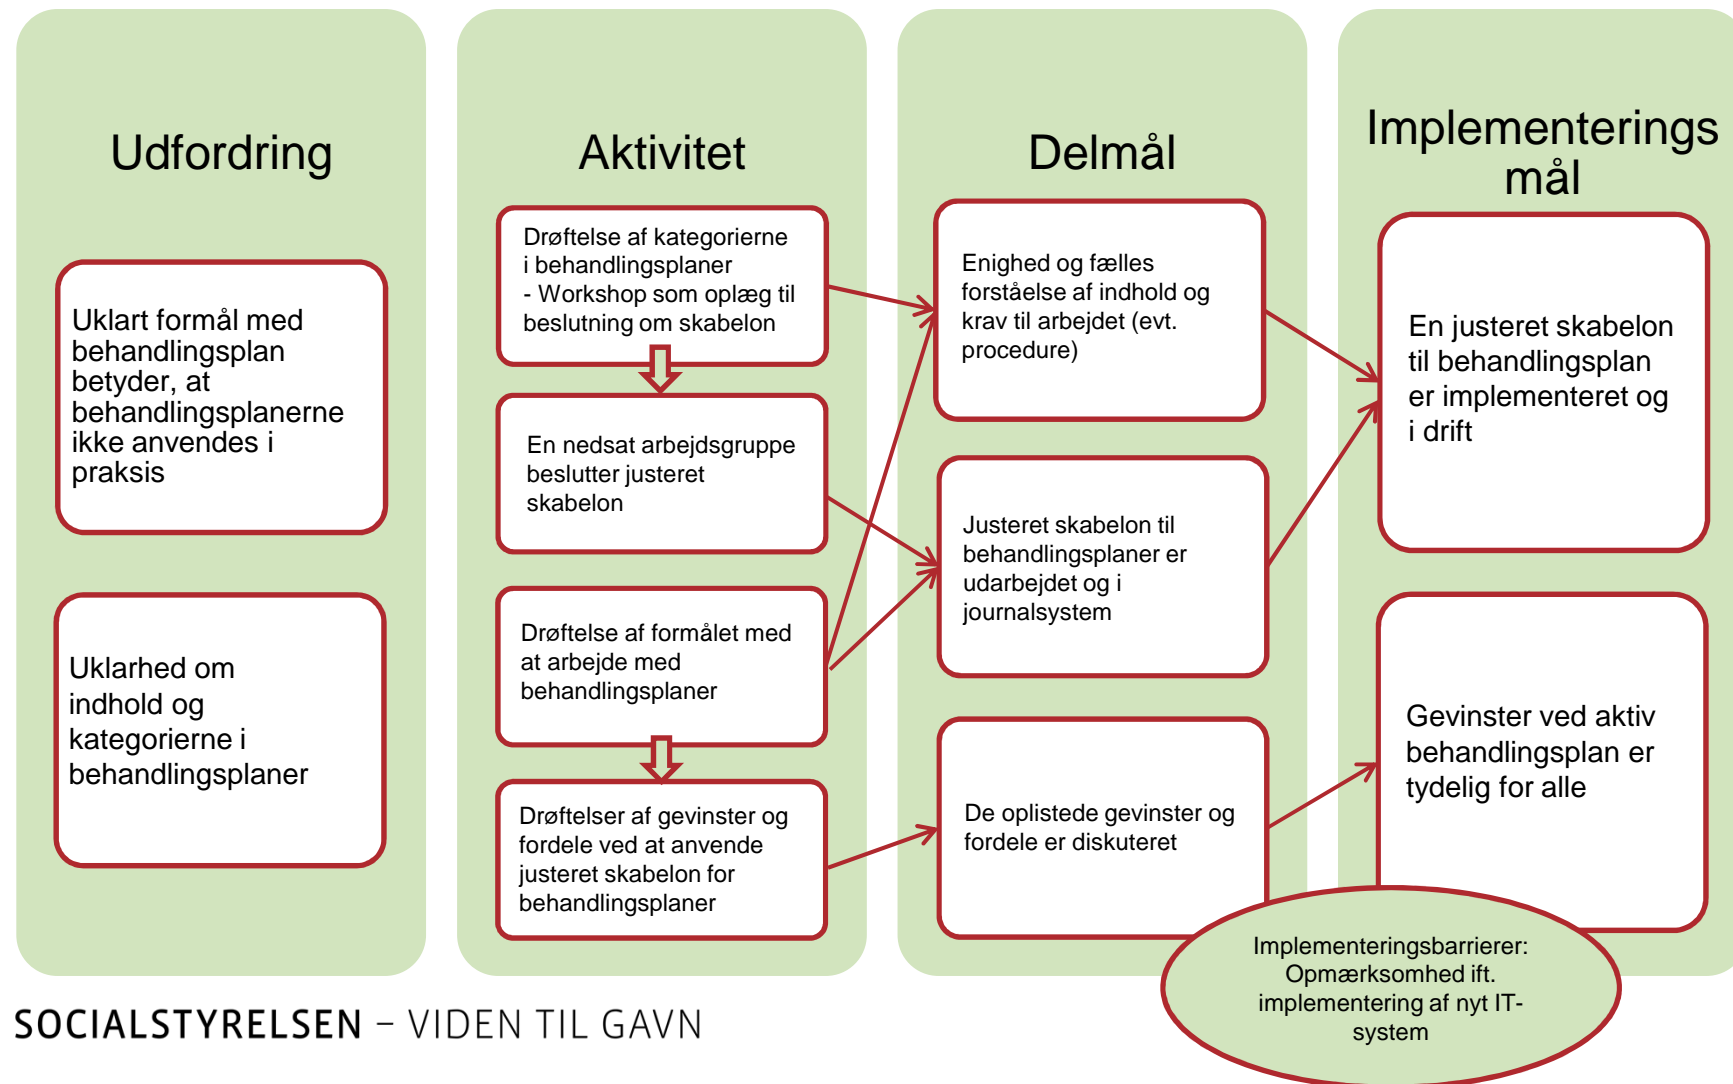 Udfordring
Uklart formål med
behandlingsplan
betyder, at
behandlingsplanerne
ikke anvendes i
praksis
Uklarhed om
indhold og
kategorierne i
behandlingsplaner
Aktivitet
Drøftelse af kategorierne
i behandlingsplaner
- Workshop som oplæg til
beslutning om skabelon
En nedsat arbejdsgruppe
beslutter justeret
skabelon
Drøftelse af formålet med
at arbejde med
behandlingsplaner
Drøftelser af gevinster og
fordele ved at anvende
justeret skabelon for
behandlingsplaner
Delmål
Enighed og fælles
forståelse af indhold og
krav til arbejdet (evt.
procedure)
Justeret skabelon til
behandlingsplaner er
udarbejdet og i
journalsystem
De oplistede gevinster og
fordele er diskuteret
Implementerings
mål
En justeret skabelon
til behandlingsplan
er implementeret og
i drift
Gevinster ved aktiv
behandlingsplan er
tydelig for alle
Implementeringsbarrierer:
Opmærksomhed ift.
implementering af nyt IT-
system
SOCIALSTYRELSEN – VIDEN TIL GAVN